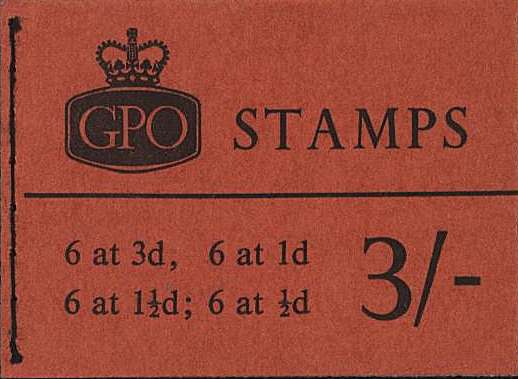 GPO STAMPS
6 at 3d, 6 at 1d
6 at 1½d; 6 at ½d
3/-